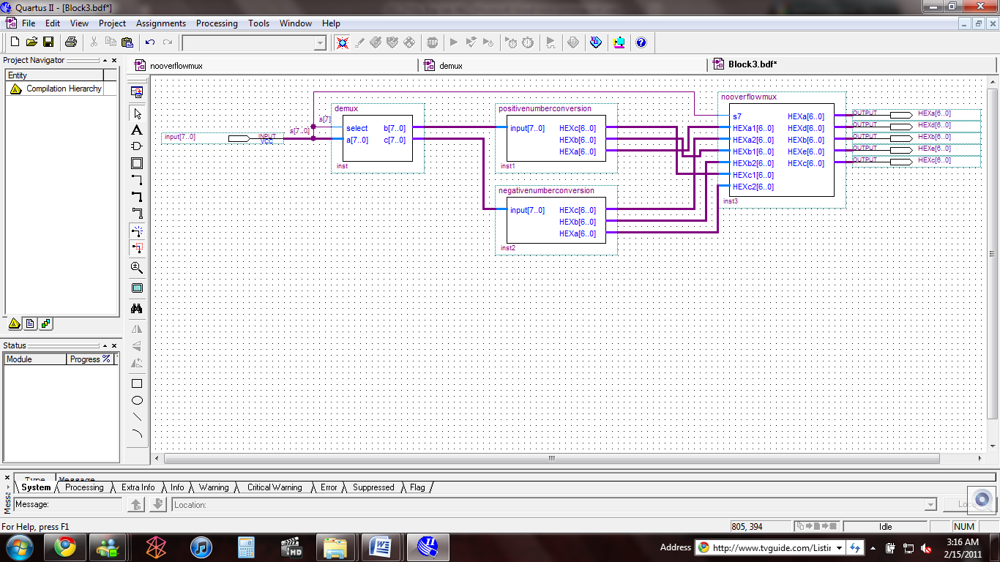 Quartus II - [Block3.bdf*]
File Edit View Project Assignments Processing Tools Window Help
STOP
Project Navigator
Entity
Compilation Hierarchy
nooverflowmux
demux
Block3.bdf*
input[7..0]
INPUT
VCC
s[7..0]
s[7]
demux
select b[7..0]
a[7..0] c[7..0]
inst
positivenumberconversion
input[7..0] HEXc[6..0]
HEXb[6..0]
HEXa[6..0]
inst1
negativenumberconversion
input[7..0] HEXc[6..0]
HEXb[6..0]
HEXa[6..0]
inst2
nooverflowmux
s7 HEXa[6..0]
HEXa1[6..0] HEXd[6..0]
HEXa2[6..0] HEXb[6..0]
HEXb1[6..0] HEXe[6..0]
HEXb2[6..0] HEXc[6..0]
HEXc1[6..0]
HEXc2[6..0]
inst3
OUTPUT HEXa[6..0]
OUTPUT HEXd[6..0]
OUTPUT HEXb[6..0]
OUTPUT HEXe[6..0]
OUTPUT HEXc[6..0]
Status
Module Progress %
Type Message
System Processing Extra Info Info Warning Critical Warning Error Suppressed Flag
Message: Location:
For Help, press F1
805, 394 Idle NUM
HD
Address http://www.tvguide.com/Listin
3:16 AM
2/15/2011